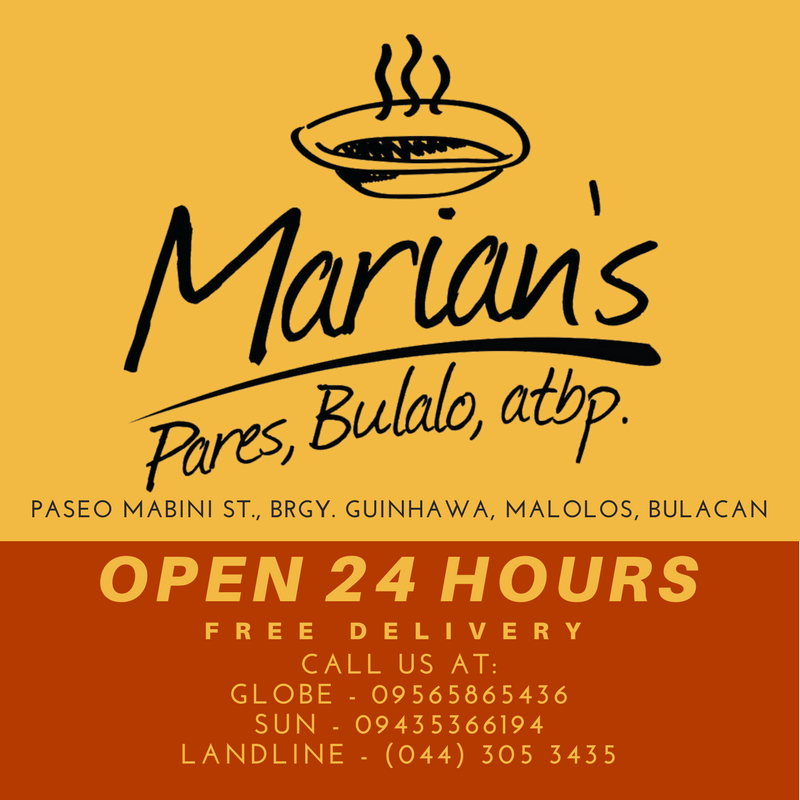 Marian's
Pares, Bulalo, atbp.
PASEO MABINI ST., BRGY. GUINHAWA, MALOLOS, BULACAN
OPEN 24 HOURS
FREE DELIVERY
CALL US AT:
GLOBE - 09565865436
SUN - 09435366194
LANDLINE - (044) 305 3435